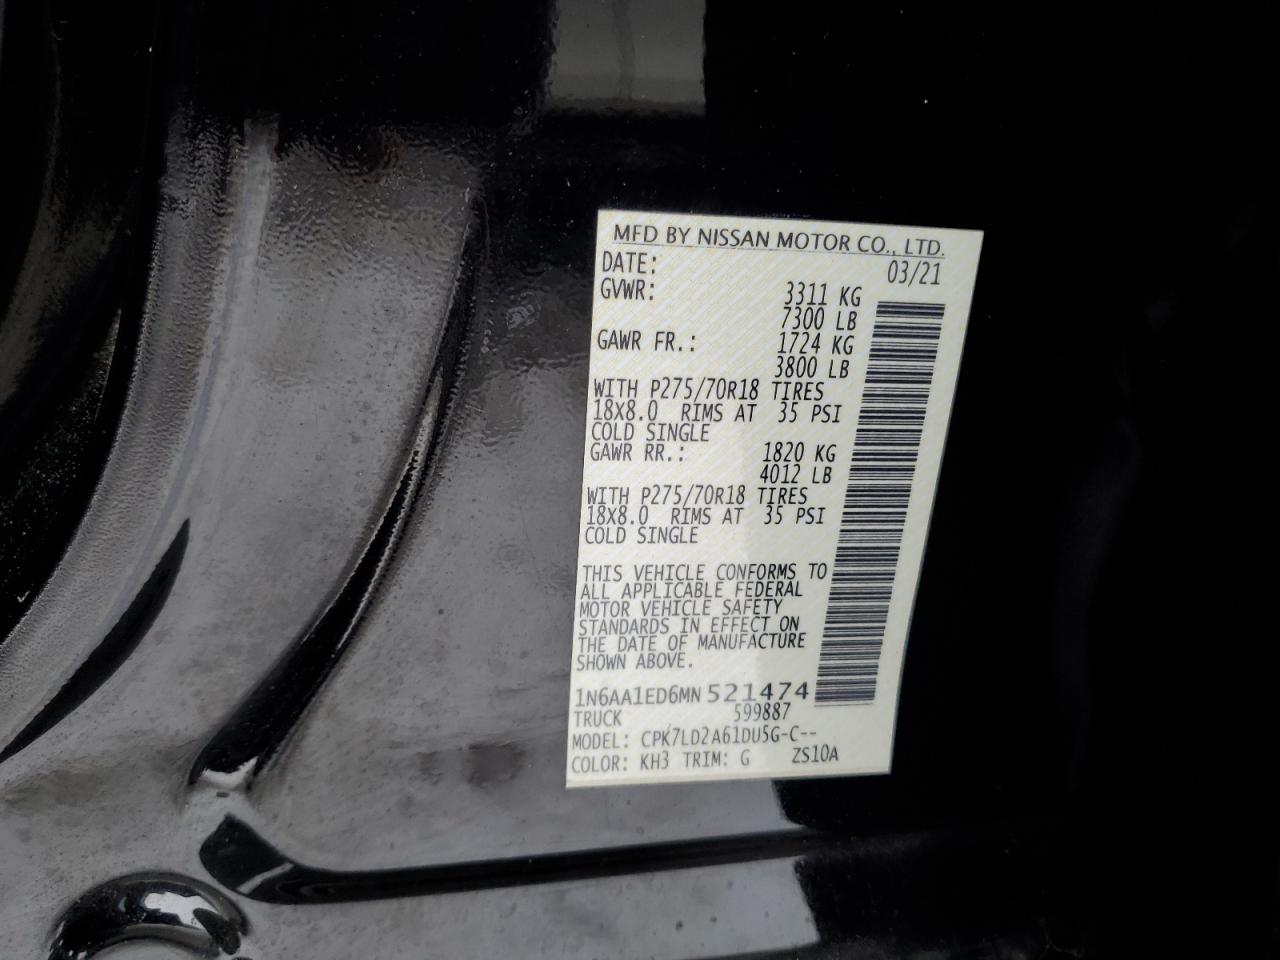 MFD BY NISSAN MOTOR CO., LTD.
DATE: 03/21
GVWR: 3311 KG
7300 LB
GAWR FR.: 1724 KG
3800 LB
WITH P275/70R18 TIRES
18X8.0 RIMS AT 35 PSI
COLD SINGLE
GAWR RR.: 1820 KG
4012 LB
WITH P275/70R18 TIRES
18X8.0 RIMS AT 35 PSI
COLD SINGLE
THIS VEHICLE CONFORMS TO
ALL APPLICABLE FEDERAL
MOTOR VEHICLE SAFETY
STANDARDS IN EFFECT ON
THE DATE OF MANUFACTURE
SHOWN ABOVE.
1N6AA1ED6MN521474
TRUCK 599887
MODEL: CPK7LD2A61DU5G-C--
COLOR: KH3 TRIM: G ZS10A